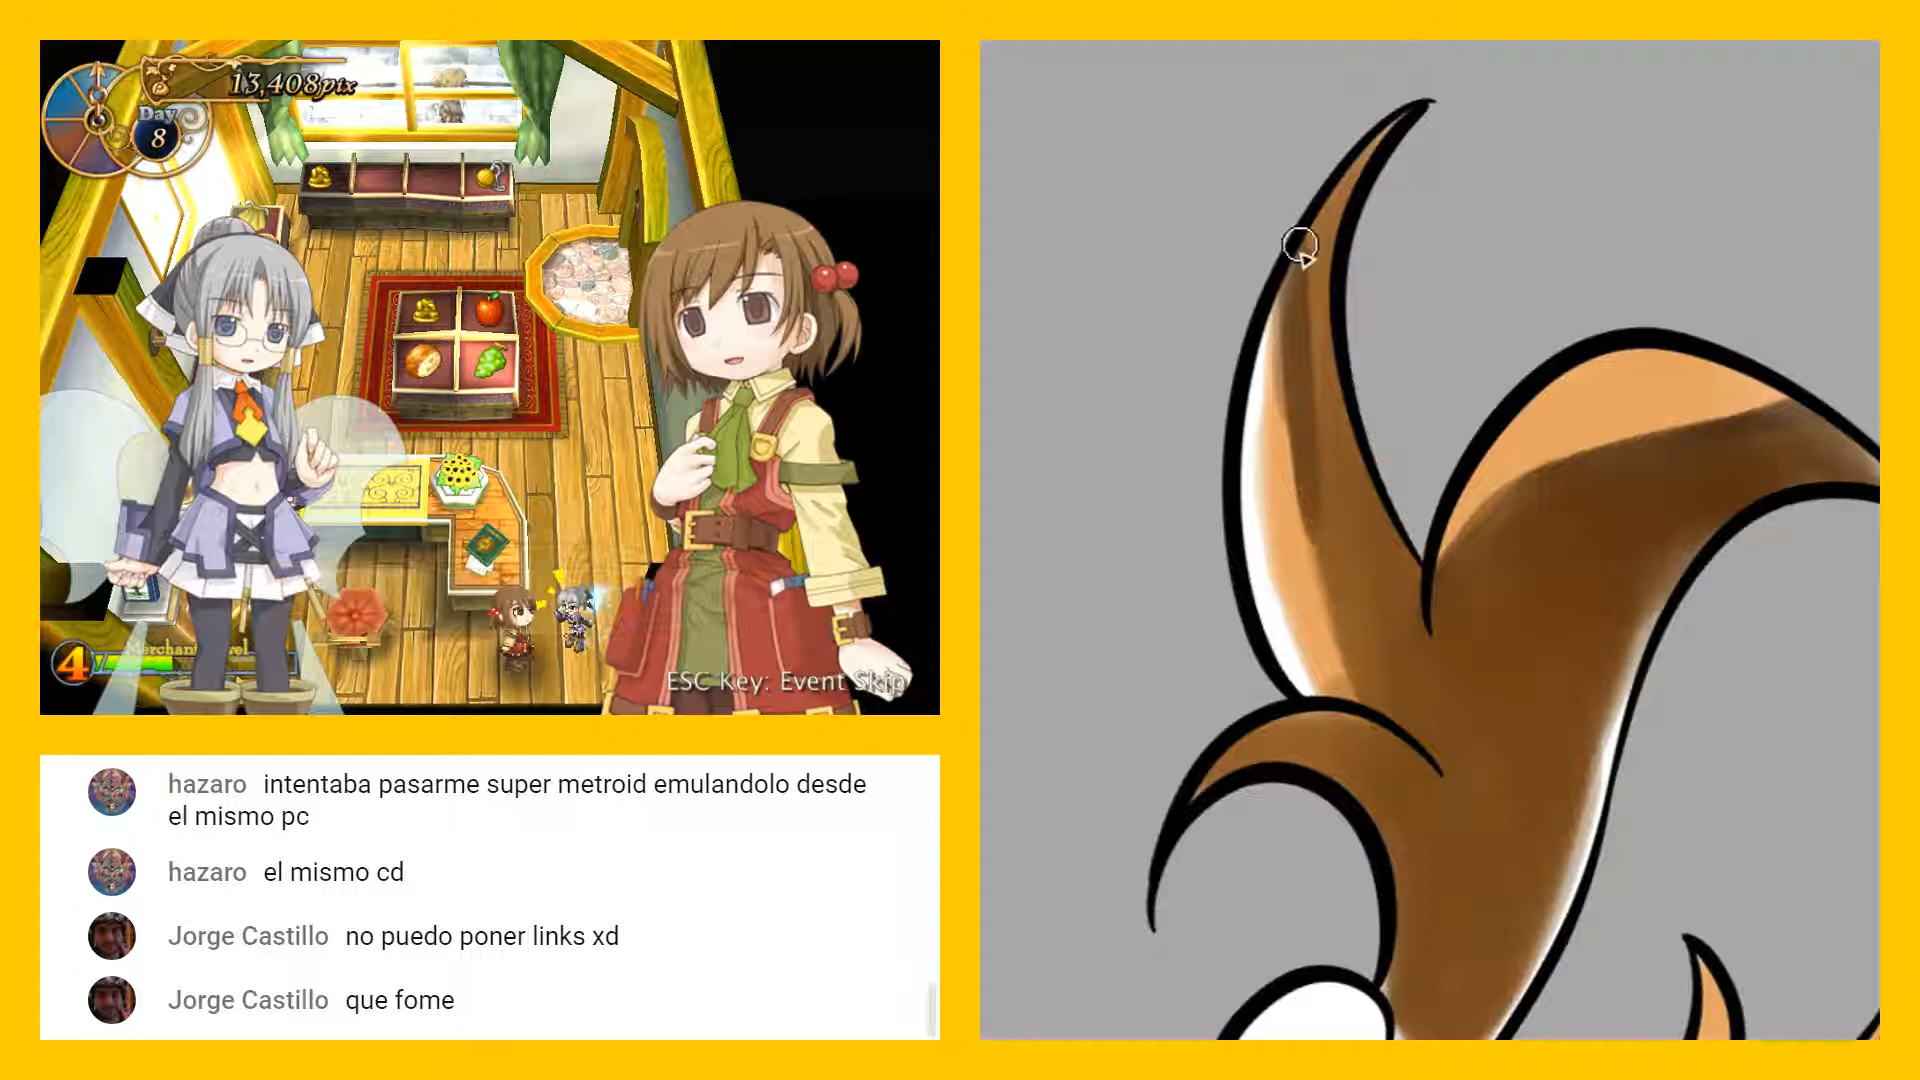 13,408pix
Day
8
4
ESC Key: Event Skip
hazaro intentaba pasarme super metroid emulandolo desde
el mismo pc
hazaro el mismo cd
Jorge Castillo no puedo poner links xd
Jorge Castillo que fome